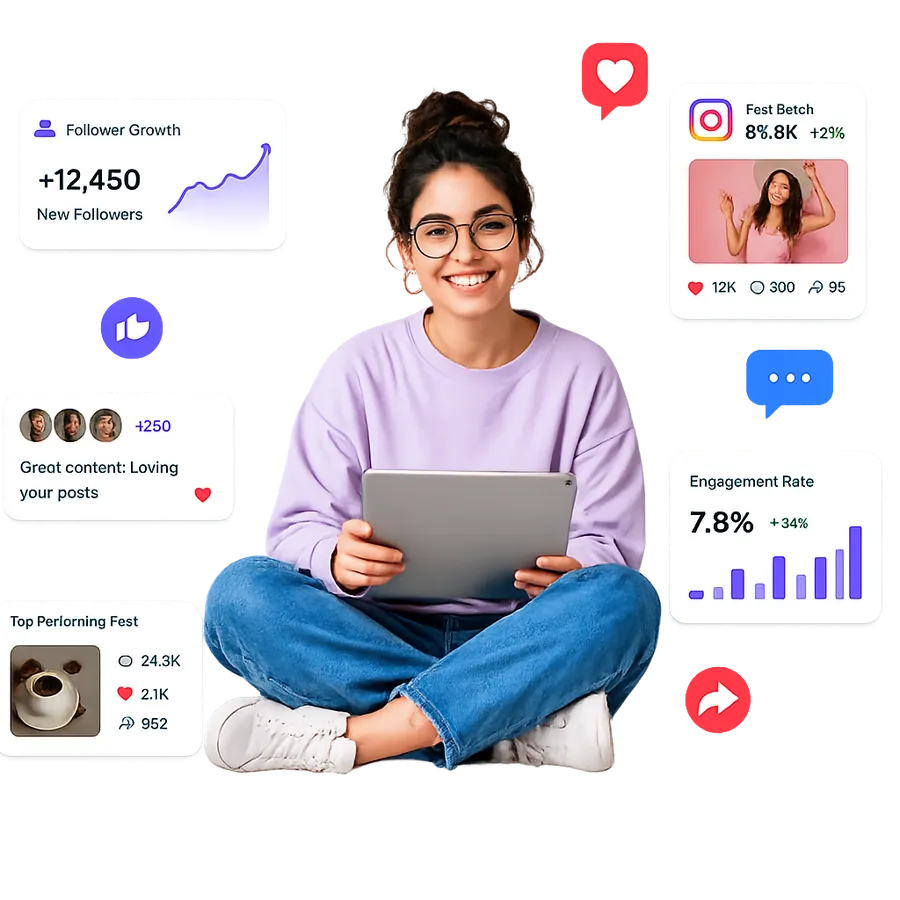 Follower Growth
+12,450
New Followers
Fest Betch
8%.8K +29%
12K 300 95
+250
Great content: Loving
your posts
Engagement Rate
7.8% +34%
Top Perlorning Fest
24.3K
2.1K
952